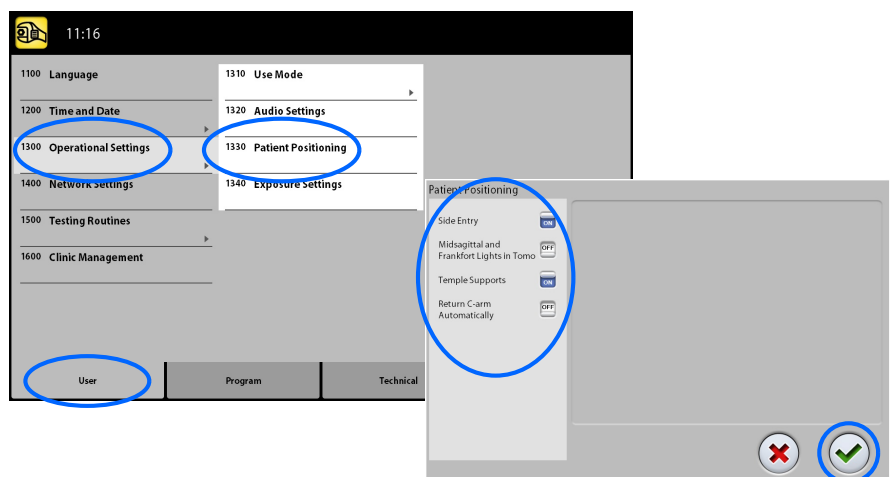 11:16
1100 Language
1200 Time and Date
1300 Operational Settings
1400 Network Settings
1500 Testing Routines
1600 Clinic Management
1310 Use Mode
1320 Audio Settings
1330 Patient Positioning
1340 Exposure Settings
User
Program
Technical
Patient Positioning
Side Entry ON
Midsagittal and
Frankfort Lights in Tomo OFF
Temple Supports ON
Return C-arm OFF
Automatically